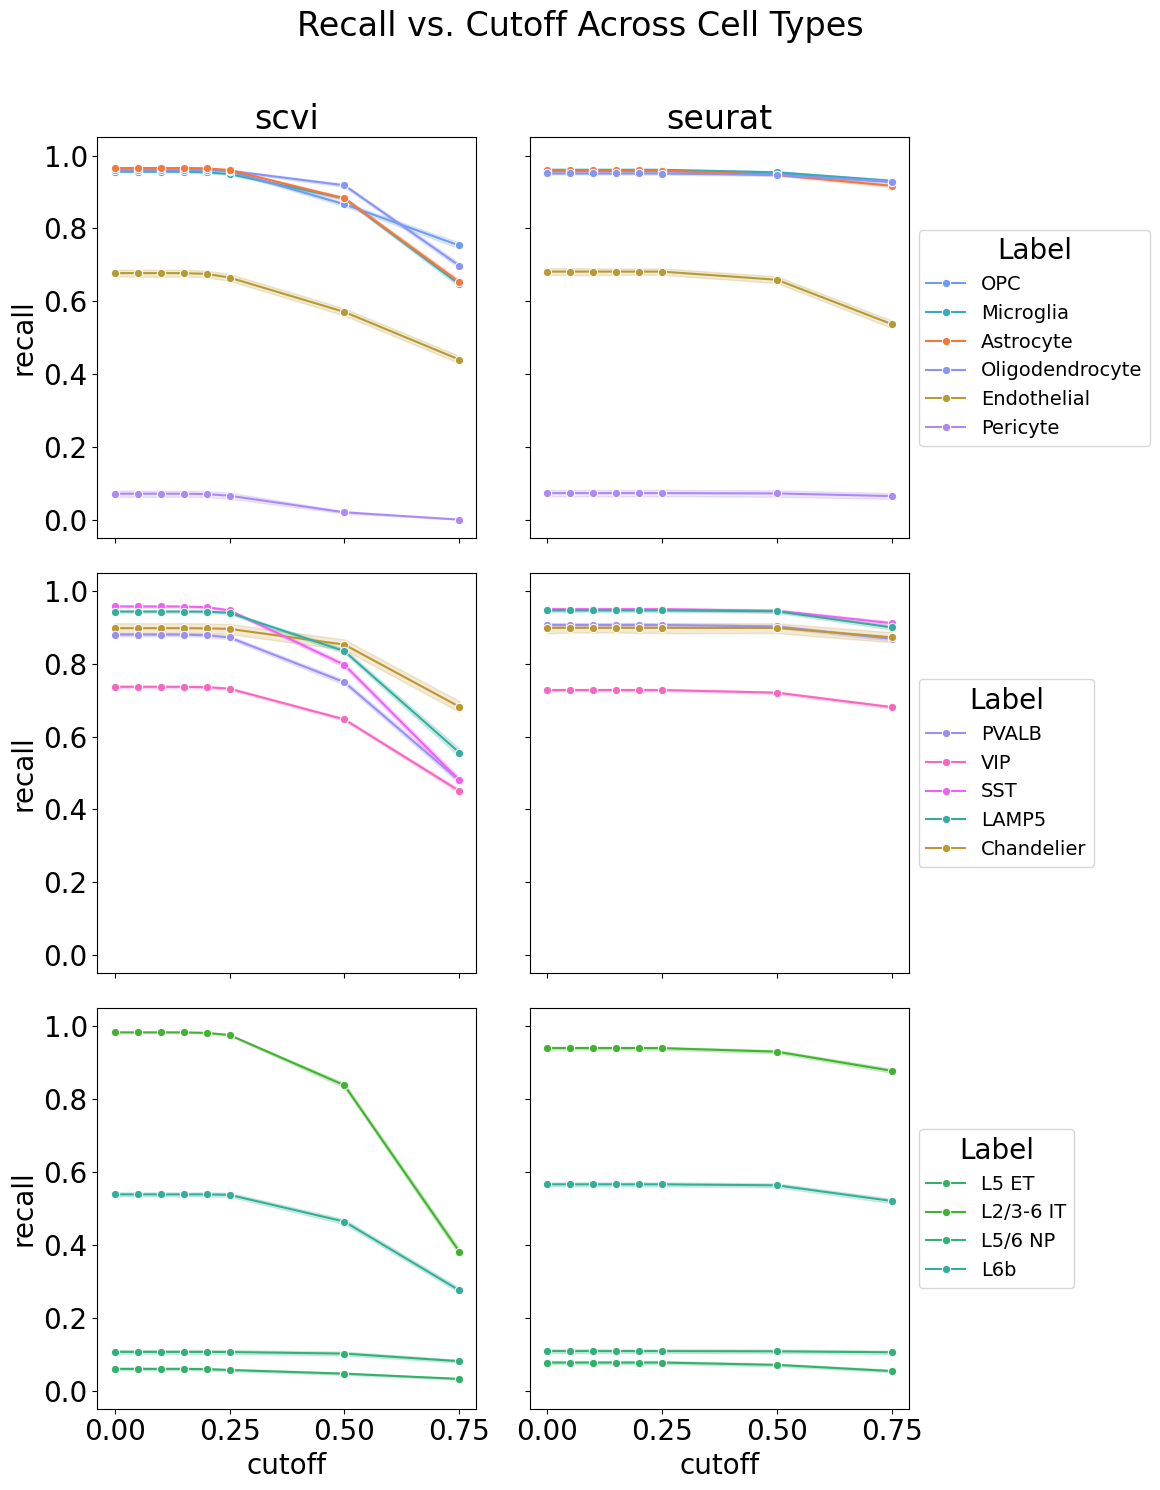 Recall vs. Cutoff Across Cell Types
scvi
seurat
1.0
0.8
0.6
0.4
0.2
0.0
recall
Label
OPC
Microglia
Astrocyte
Oligodendrocyte
Endothelial
Pericyte
1.0
0.8
0.6
0.4
0.2
0.0
recall
Label
PVALB
VIP
SST
LAMP5
Chandelier
1.0
0.8
0.6
0.4
0.2
0.0
recall
Label
L5 ET
L2/3-6 IT
L5/6 NP
L6b
0.00 0.25 0.50 0.75
cutoff
0.00 0.25 0.50 0.75
cutoff